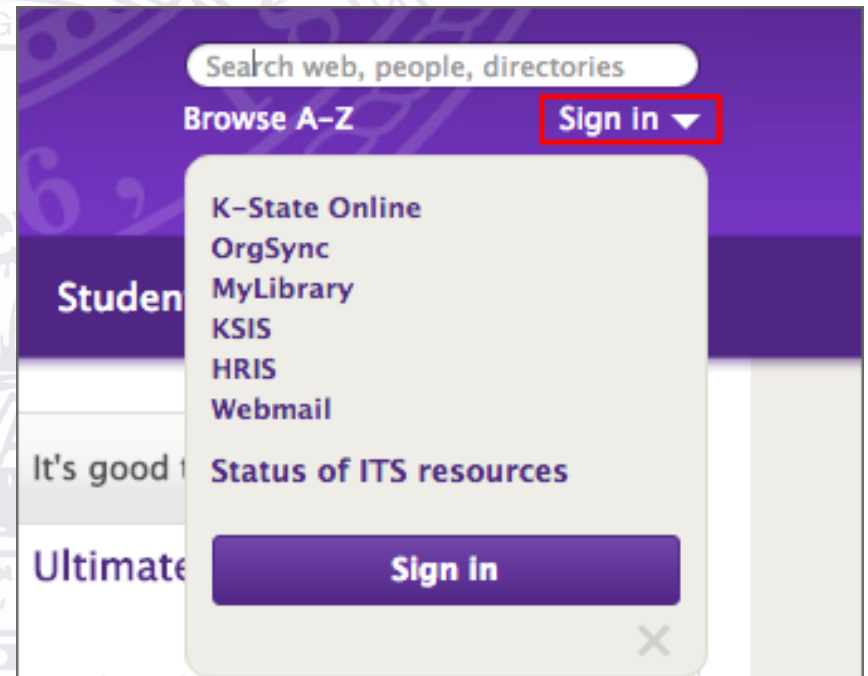 Search web, people, directories
Browse A-Z Sign in
K-State Online
OrgSync
MyLibrary
KSIS
HRIS
Webmail
Status of ITS resources
Sign in
Studen
It's good
Ultimate